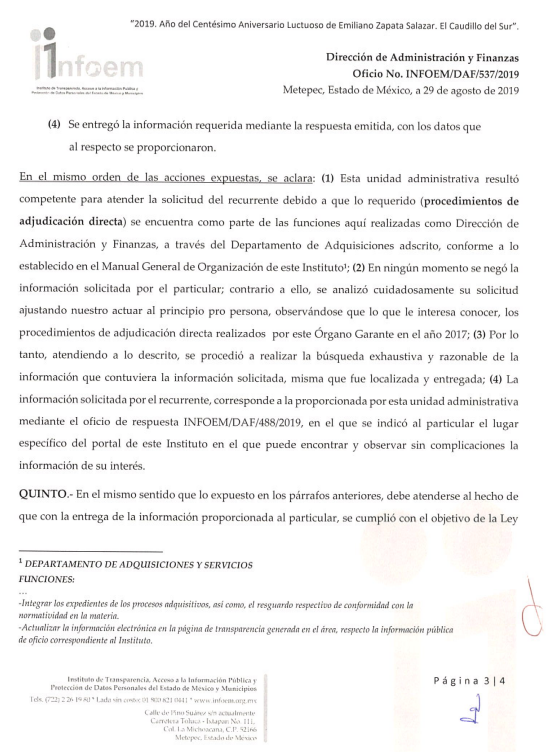 "2019. Año del Centésimo Aniversario Luctuoso de Emiliano Zapata Salazar. El Caudillo del Sur".
infoem
Instituto de Transparencia, Acceso a la Información Pública y
Protección de Datos Personales del Estado de México y Municipios
Dirección de Administración y Finanzas
Oficio No. INFOEM/DAF/537/2019
Metepec, Estado de México, a 29 de agosto de 2019
(4) Se entregó la información requerida mediante la respuesta emitida, con los datos que
al respecto se proporcionaron.
En el mismo orden de las acciones expuestas, se aclara: (1) Esta unidad administrativa resultó
competente para atender la solicitud del recurrente debido a que lo requerido (procedimientos de
adjudicación directa) se encuentra como parte de las funciones aquí realizadas como Dirección de
Administración y Finanzas, a través del Departamento de Adquisiciones adscrito, conforme a lo
establecido en el Manual General de Organización de este Instituto¹; (2) En ningún momento se negó la
información solicitada por el particular; contrario a ello, se analizó cuidadosamente su solicitud
ajustando nuestro actuar al principio pro persona, observándose que lo que le interesa conocer, los
procedimientos de adjudicación directa realizados por este Órgano Garante en el año 2017; (3) Por lo
tanto, atendiendo a lo descrito, se procedió a realizar la búsqueda exhaustiva y razonable de la
información que contuviera la información solicitada, misma que fue localizada y entregada; (4) La
información solicitada por el recurrente, corresponde a la proporcionada por esta unidad administrativa
mediante el oficio de respuesta INFOEM/DAF/488/2019, en el que se indicó al particular el lugar
específico del portal de este Instituto en el que puede encontrar y observar sin complicaciones la
información de su interés.
QUINTO.- En el mismo sentido que lo expuesto en los párrafos anteriores, debe atenderse al hecho de
que con la entrega de la información proporcionada al particular, se cumplió con el objetivo de la Ley
¹ DEPARTAMENTO DE ADQUISICIONES Y SERVICIOS
FUNCIONES:
...
-Integrar los expedientes de los procesos adquisitivos, así como, el resguardo respectivo de conformidad con la
normatividad en la materia.
-Actualizar la información electrónica en la página de transparencia generada en el área, respecto la información pública
de oficio correspondiente al Instituto.
Instituto de Transparencia, Acceso a la Información Pública y
Protección de Datos Personales del Estado de México y Municipios
Tels. (722) 2 26 19 80 * Lada sin costo: 01 800 821 0441 * www.infoem.org.mx
Calle de Pino Suárez sin actualmente
Carretera Toluca - Ixtapan No. 111,
Col. La Michoacana, C.P. 52166
Metepec, Estado de México
Página 3|4